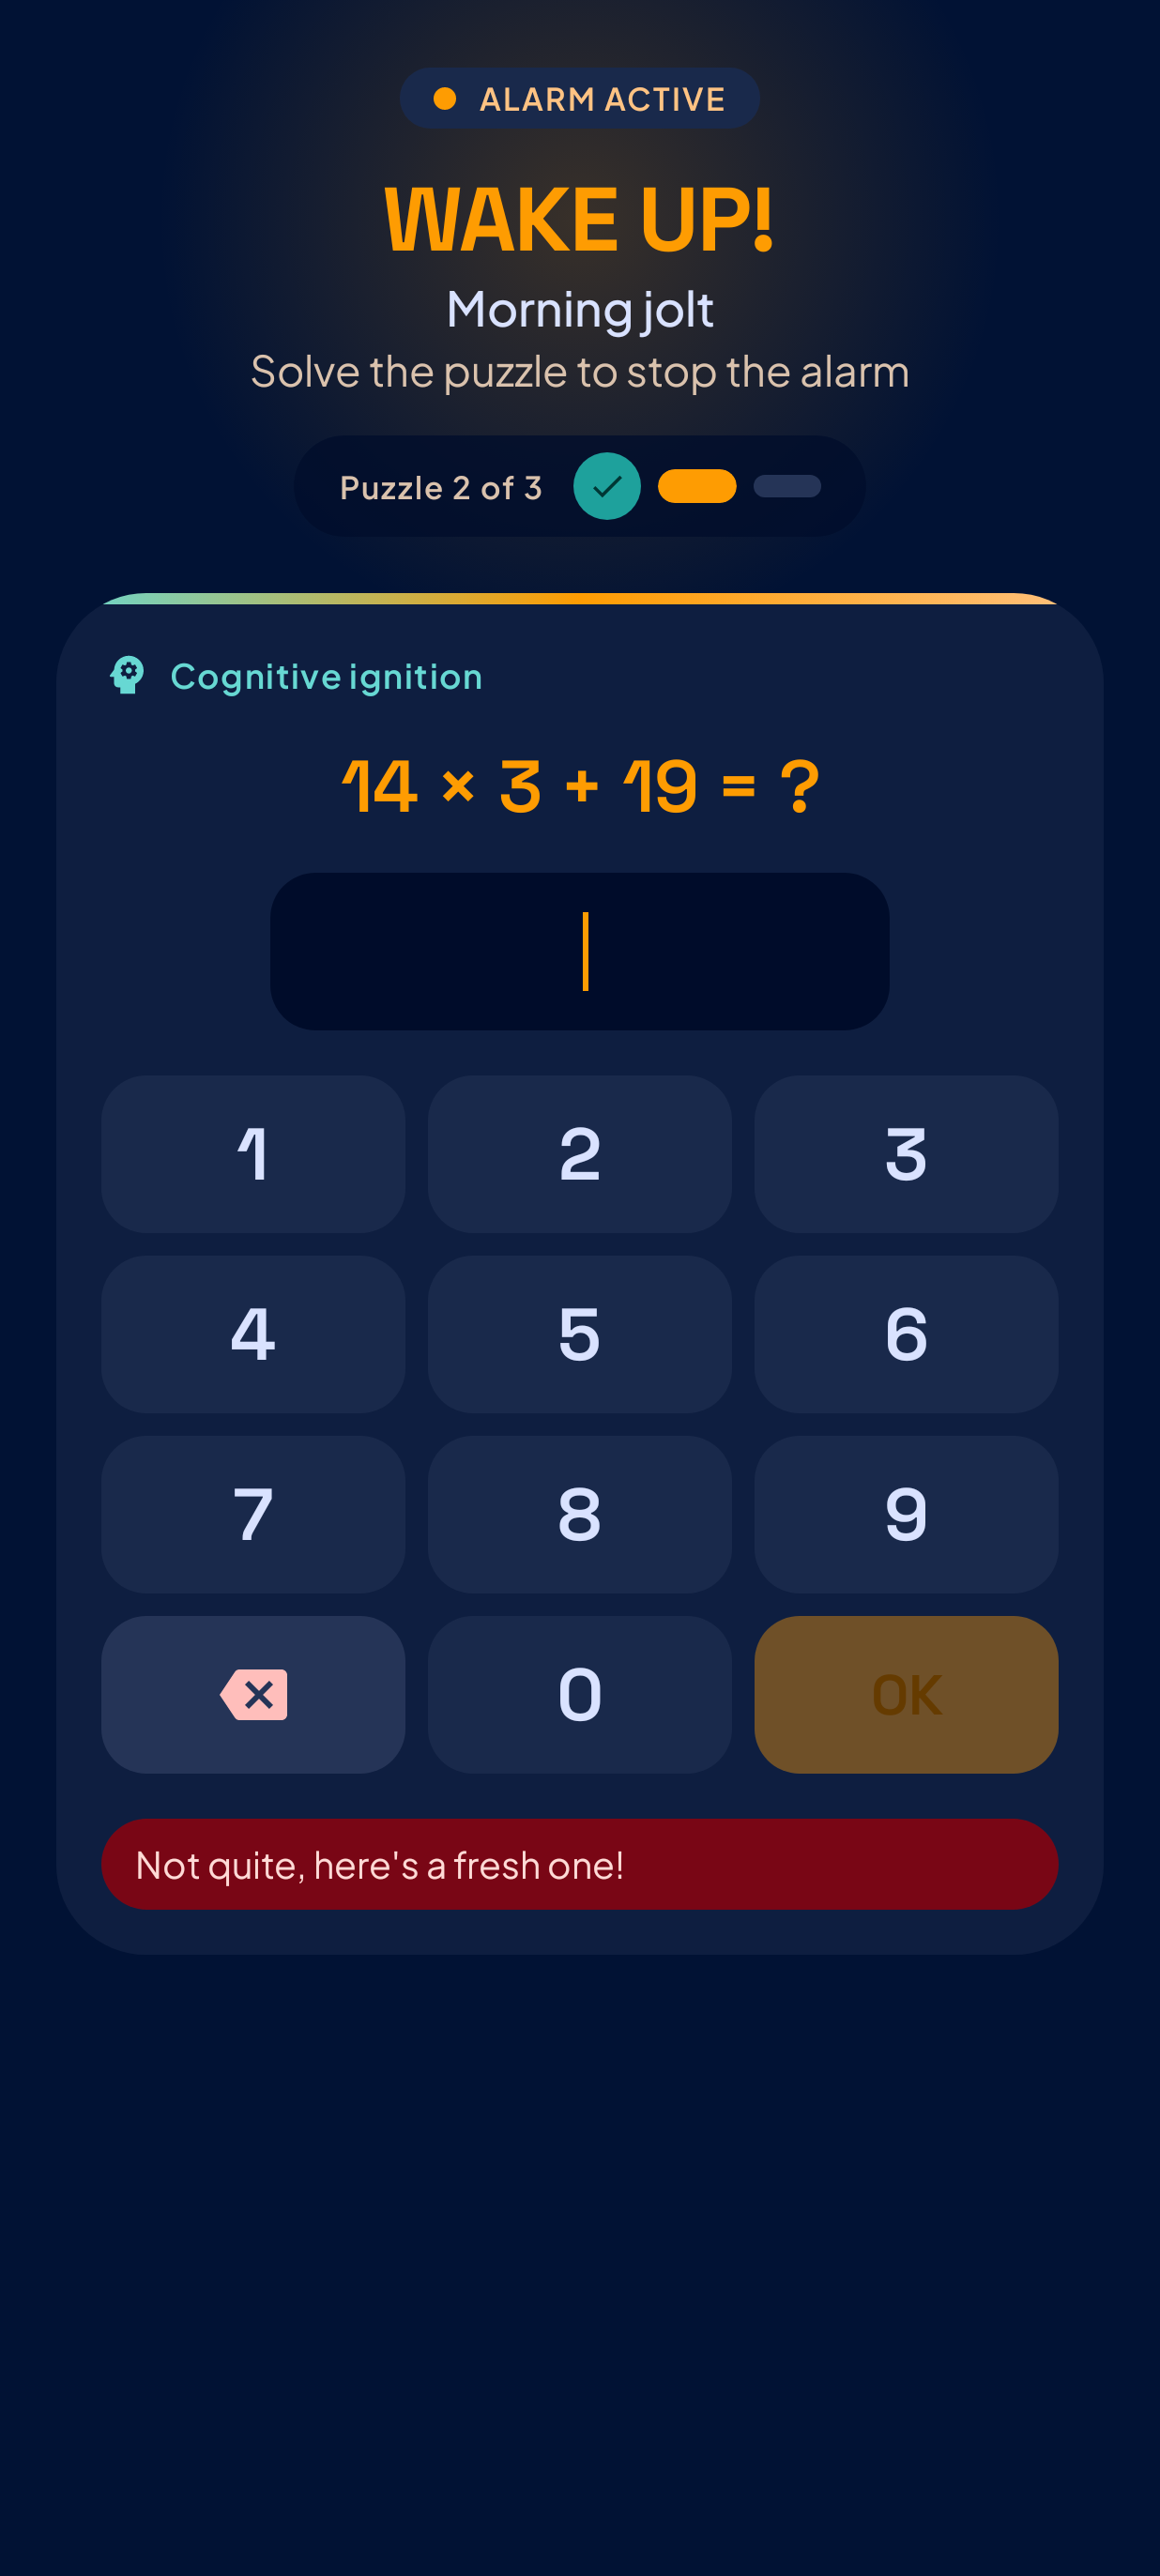 ALARM ACTIVE
WAKE UP!
Morning jolt
Solve the puzzle to stop the alarm
Puzzle 2 of 3
Cognitive ignition
14 × 3 + 19 = ?
1 2 3
4 5 6
7 8 9
0 OK
Not quite, here's a fresh one!